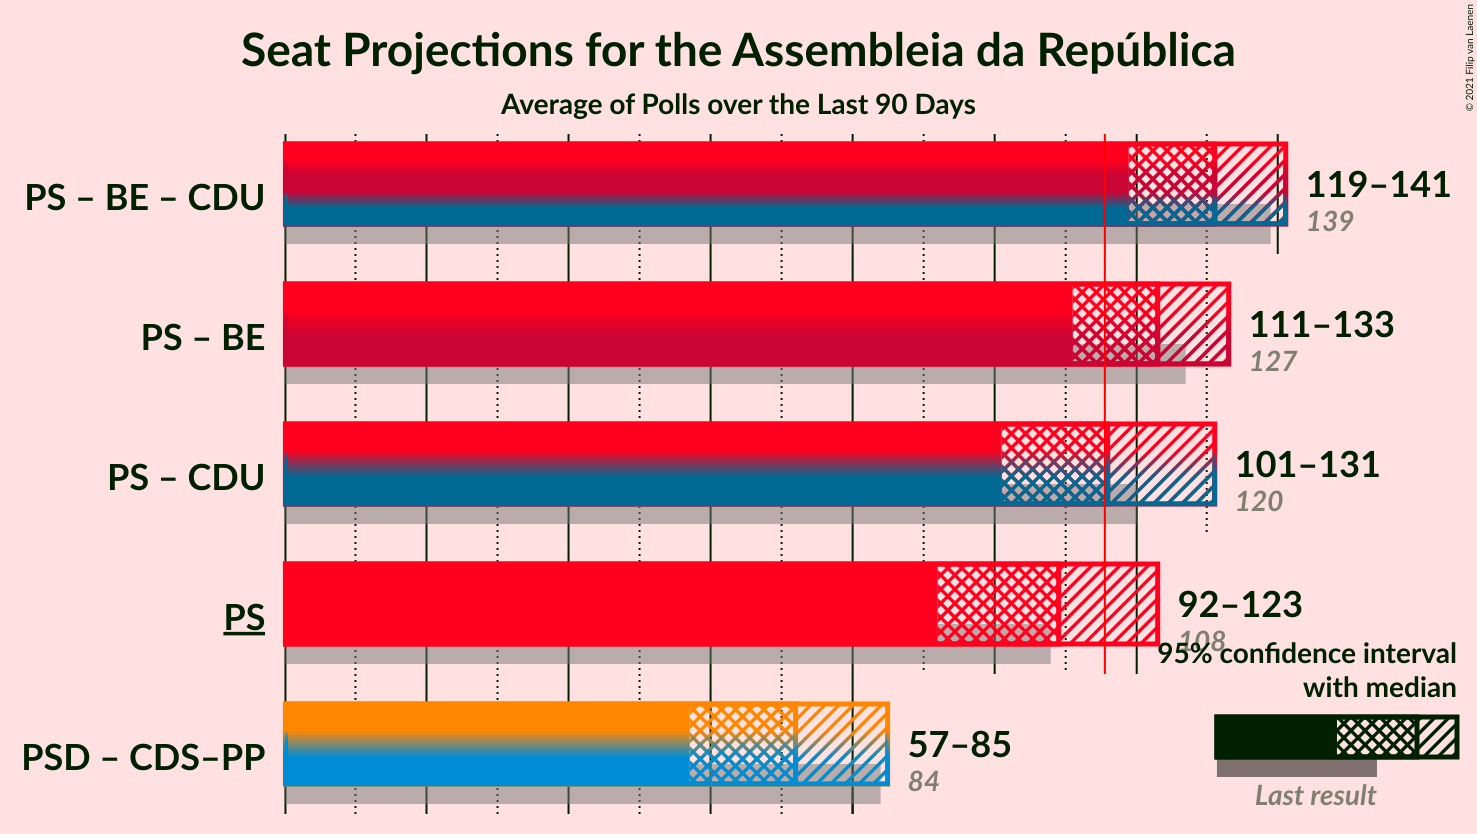 Seat Projections for the Assembleia da República
Average of Polls over the Last 90 Days
© 2021 Filip van Laenen
PS – BE – CDU
119–141
139
PS – BE
111–133
127
PS – CDU
101–131
120
PS
92–123
108
95% confidence interval
with median
Last result
PSD – CDS–PP
57–85
84